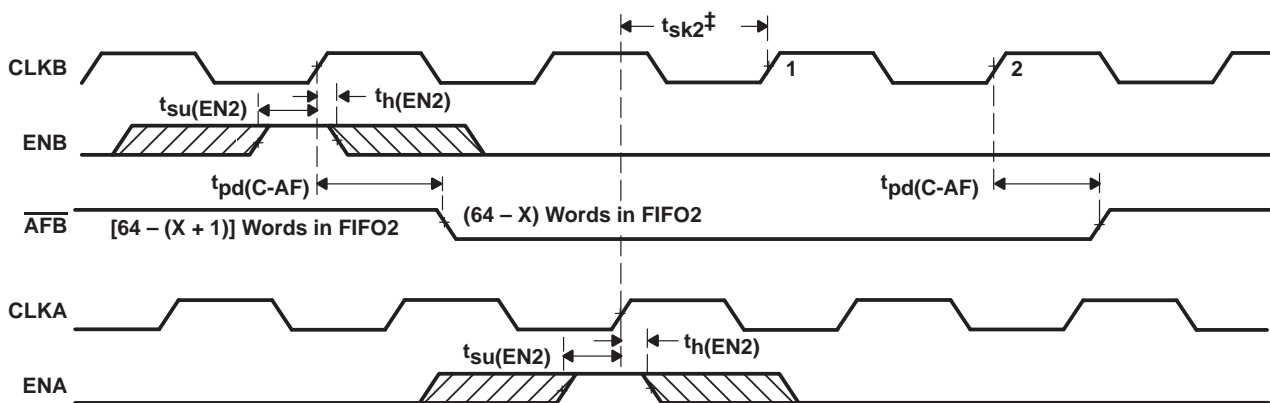 tsk2‡
CLKB
1
2
tsu(EN2)
th(EN2)
ENB
tpd(C-AF)
tpd(C-AF)
AFB
[64 – (X + 1)] Words in FIFO2
(64 – X) Words in FIFO2
CLKA
tsu(EN2)
th(EN2)
ENA